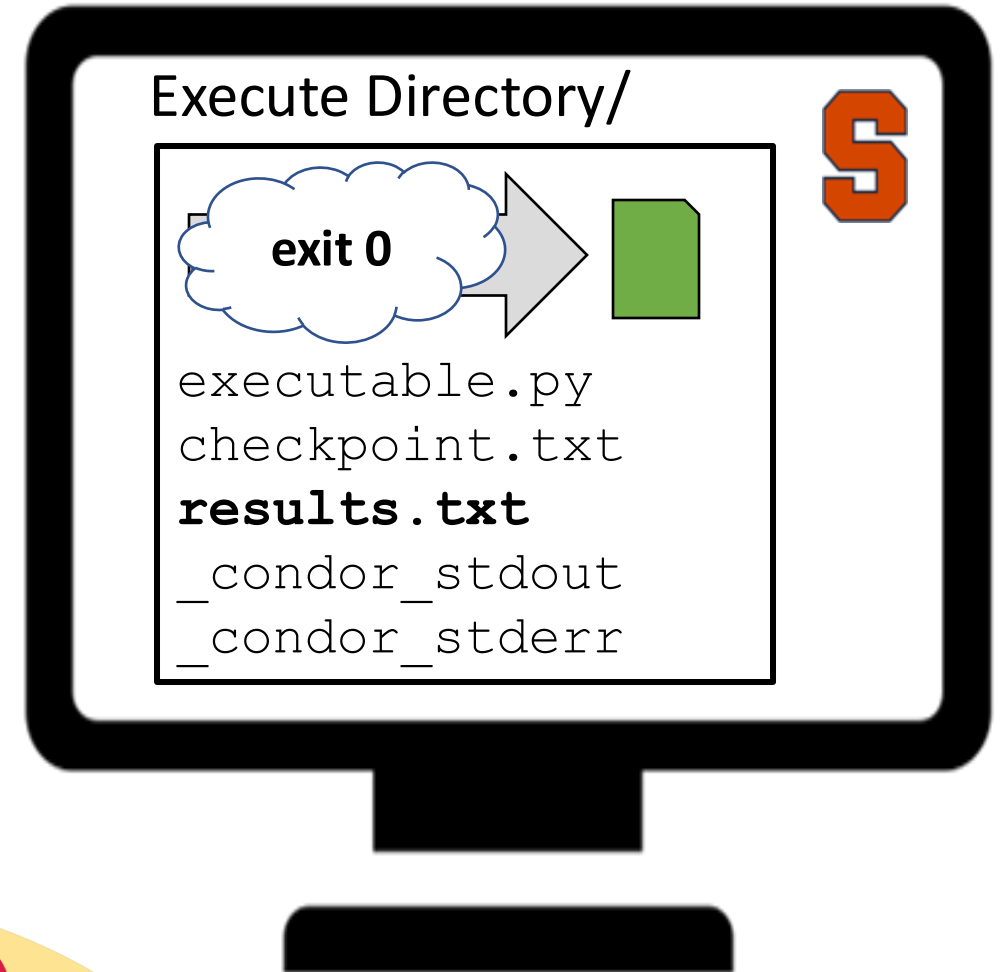 Execute Directory/
S
exit 0
executable.py
checkpoint.txt
results.txt
_condor_stdout
_condor_stderr